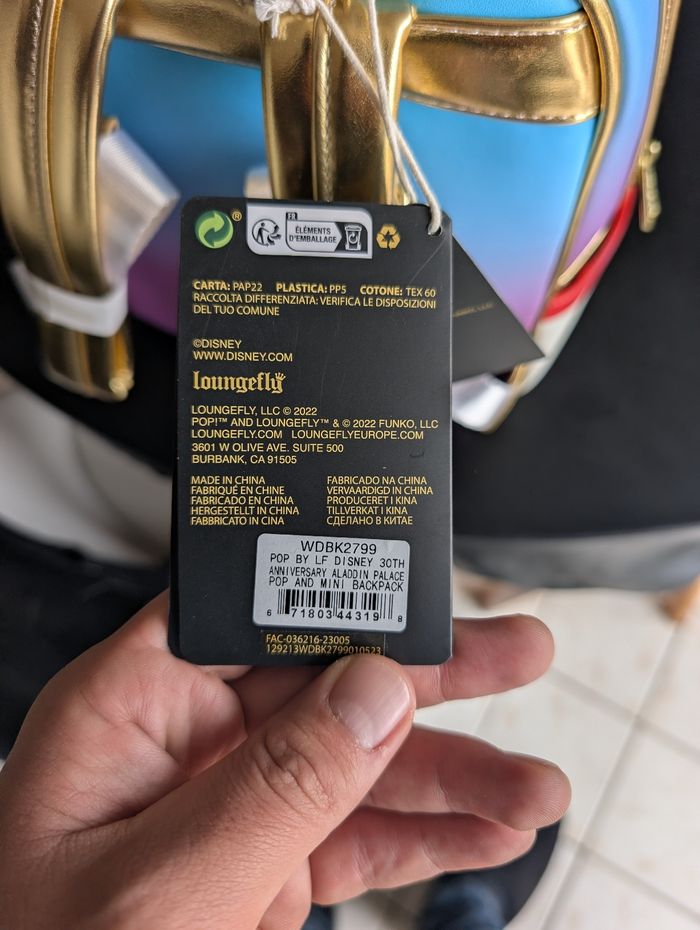 ®
FR
ÉLÉMENTS
D'EMBALLAGE
CARTA: PAP22 PLASTICA: PP5 COTONE: TEX 60
RACCOLTA DIFFERENZIATA: VERIFICA LE DISPOSIZIONI
DEL TUO COMUNE
©DISNEY
WWW.DISNEY.COM
loungefly
LOUNGEFLY, LLC © 2022
POP!™ AND LOUNGEFLY™ & © 2022 FUNKO, LLC
LOUNGEFLY.COM LOUNGEFLYEUROPE.COM
3601 W OLIVE AVE. SUITE 500
BURBANK, CA 91505
MADE IN CHINA
FABRIQUÉ EN CHINE
FABRICADO EN CHINA
HERGESTELLT IN CHINA
FABBRICATO IN CINA
FABRICADO NA CHINA
VERVAARDIGD IN CHINA
PRODUCERET I KINA
TILLVERKAT I KINA
СДЕЛАНО В КИТАЕ
WDBK2799
POP BY LF DISNEY 30TH
ANNIVERSARY ALADDIN PALACE
POP AND MINI BACKPACK
6 71803 44319 8
FAC-036216-23005
129213WDBK2799010523